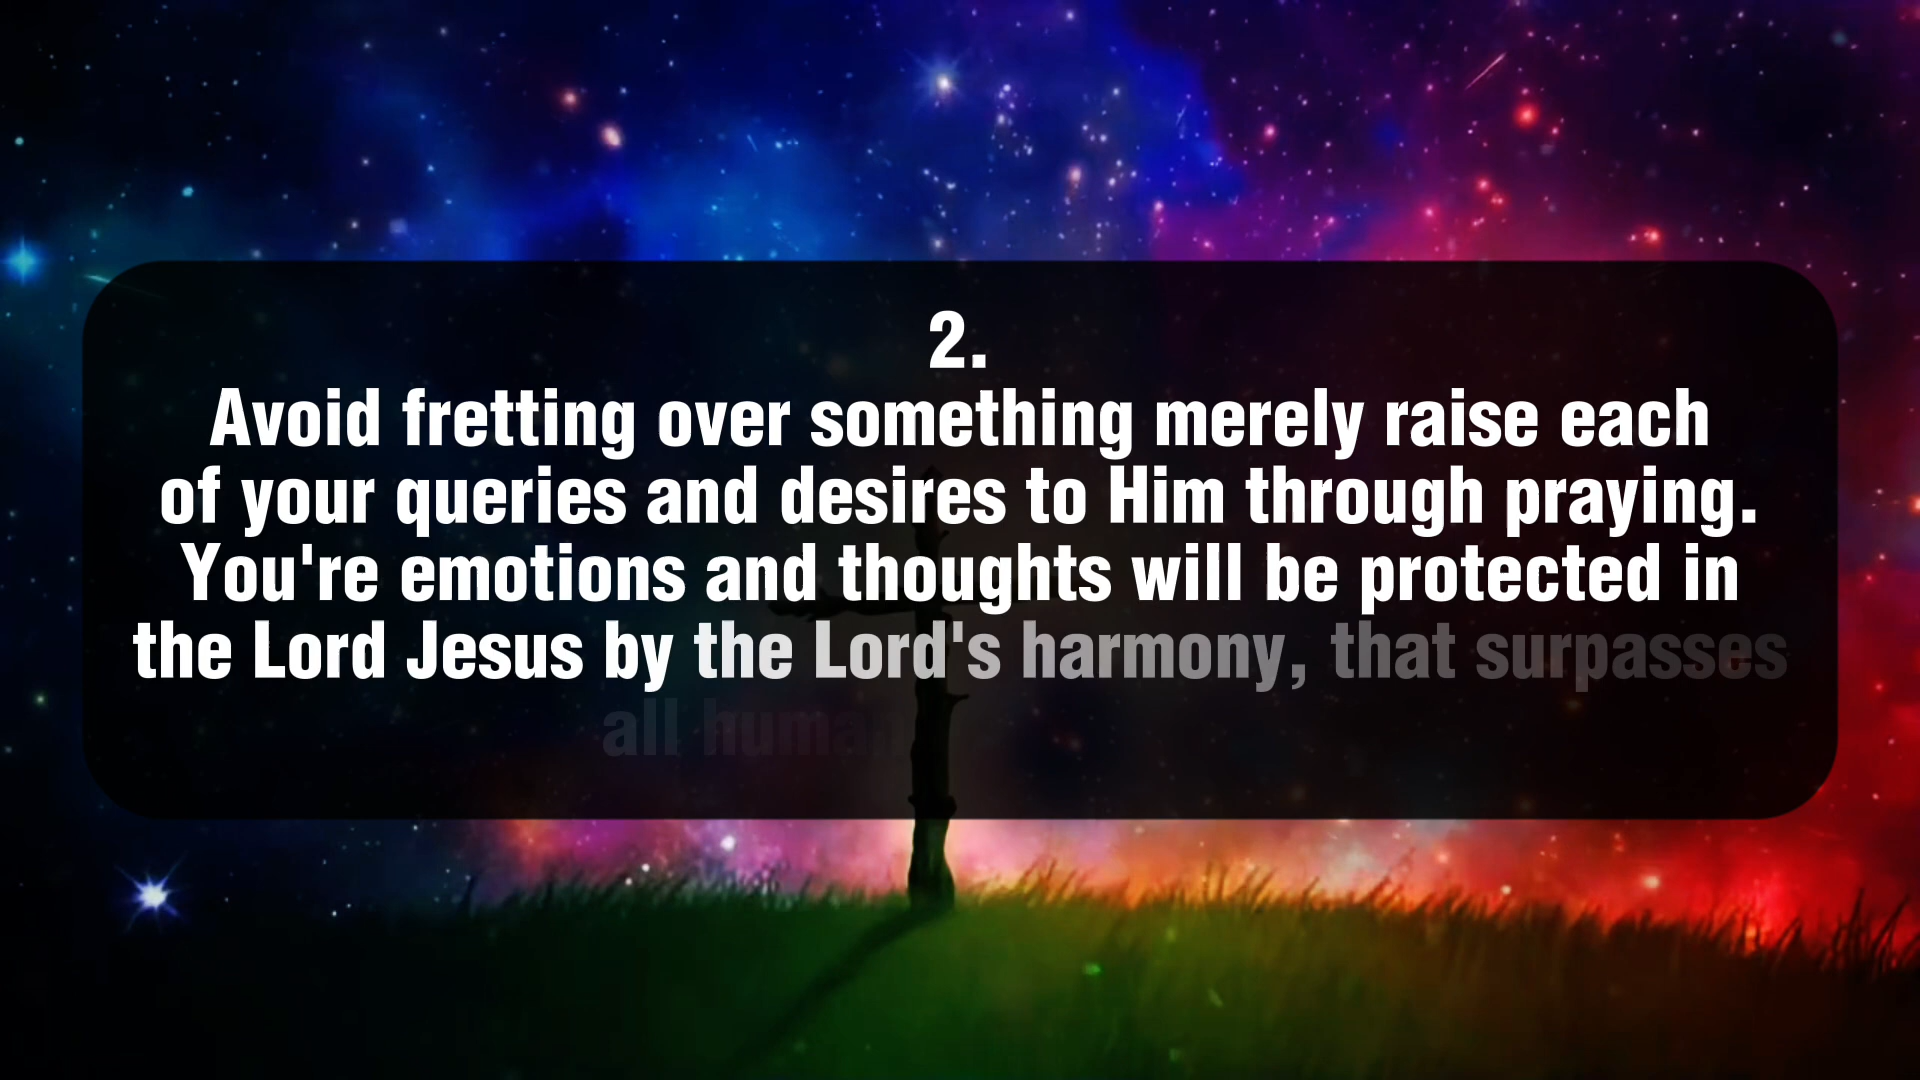 2.
Avoid fretting over something merely raise each
of your queries and desires to Him through praying.
You're emotions and thoughts will be protected in
the Lord Jesus by the Lord's harmony, that surpasses
all human